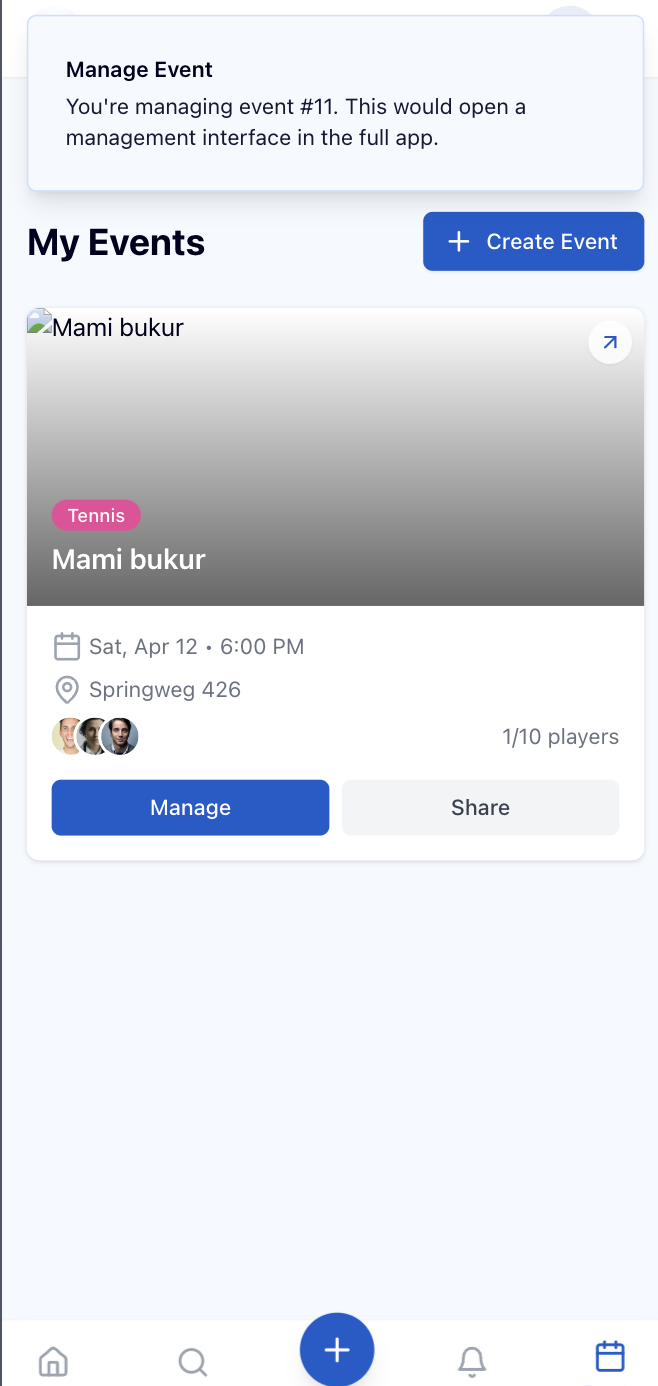 Manage Event
You're managing event #11. This would open a
management interface in the full app.
My Events
Create Event
Mami bukur
Tennis
Mami bukur
Sat, Apr 12 • 6:00 PM
Springweg 426
1/10 players
Manage
Share